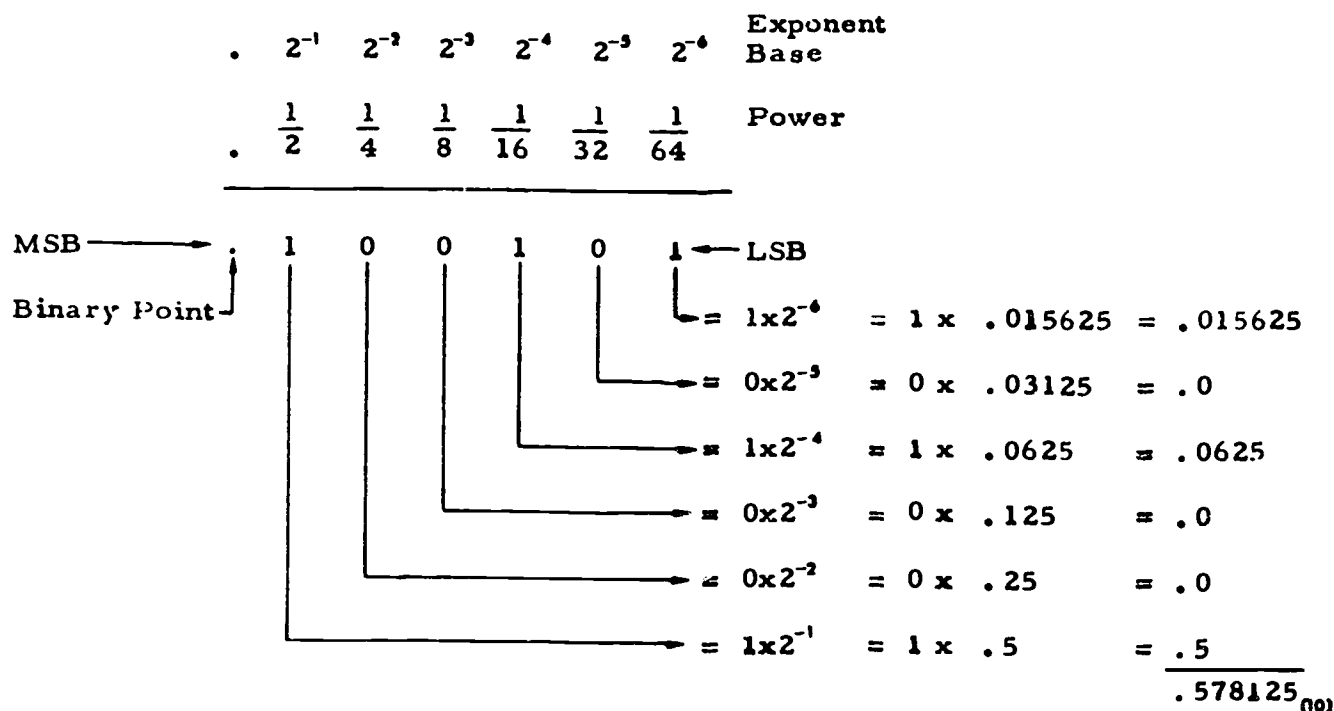 Exponent
. 2⁻¹ 2⁻² 2⁻³ 2⁻⁴ 2⁻⁵ 2⁻⁶ Base
. 1/2 1/4 1/8 1/16 1/32 1/64 Power
MSB . 1 0 0 1 0 1 LSB
Binary Point
= 1x2⁻⁶ = 1 x .015625 = .015625
= 0x2⁻⁵ = 0 x .03125 = .0
= 1x2⁻⁴ = 1 x .0625 = .0625
= 0x2⁻³ = 0 x .125 = .0
= 0x2⁻² = 0 x .25 = .0
= 1x2⁻¹ = 1 x .5 = .5
.578125₍₁₀₎